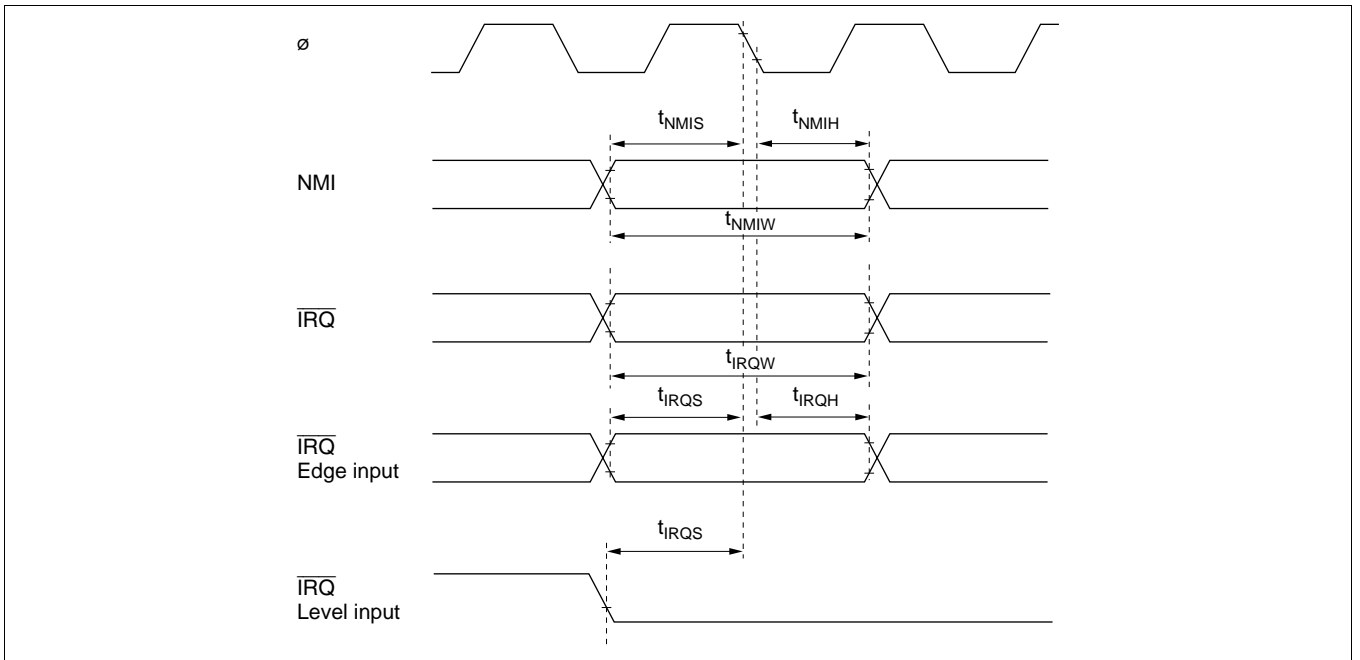 ø
tNMIS
tNMIH
NMI
tNMIW
IRQ
tIRQW
tIRQS
tIRQH
IRQ
Edge input
tIRQS
IRQ
Level input